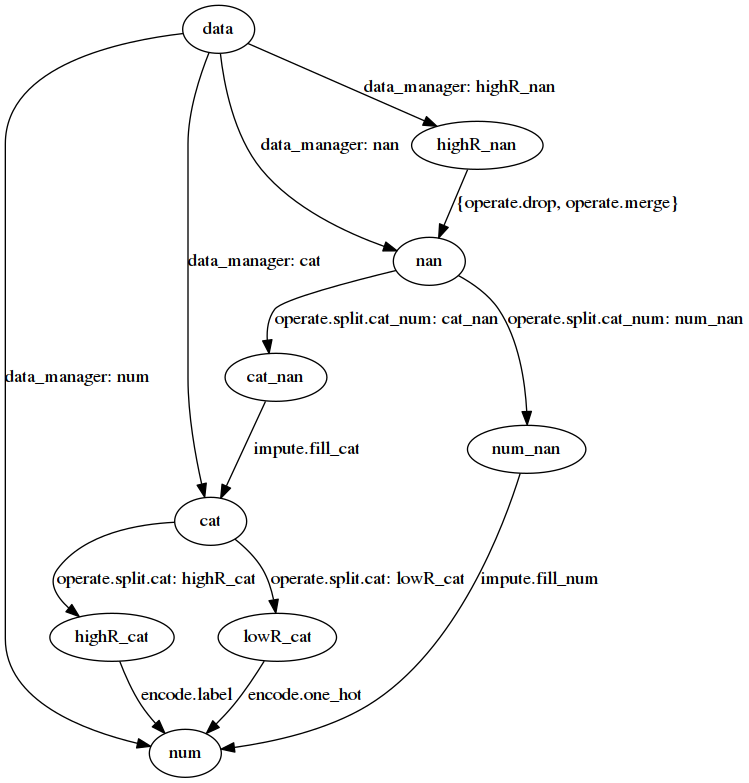 data
data_manager: highR_nan
data_manager: nan
highR_nan
{operate.drop, operate.merge}
data_manager: cat
nan
operate.split.cat_num: cat_nan
operate.split.cat_num: num_nan
data_manager: num
cat_nan
impute.fill_cat
num_nan
cat
operate.split.cat: highR_cat
operate.split.cat: lowR_cat
impute.fill_num
highR_cat
lowR_cat
encode.label
encode.one_hot
num